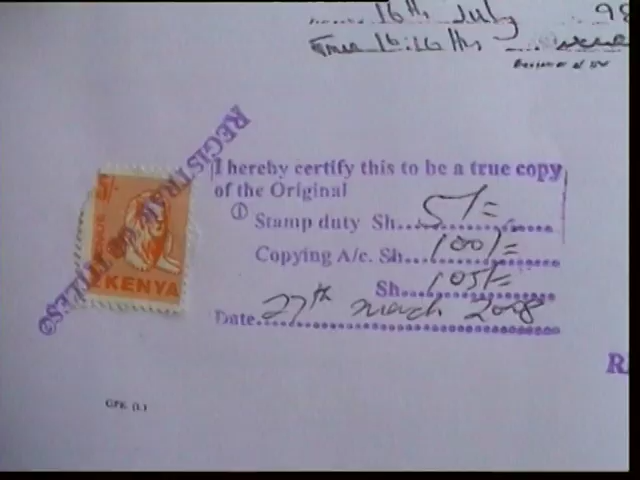 16th July 98
Time 16:16 Hrs
REGISTRAR OF TITLES
5/-
KENYA
I hereby certify this to be a true copy
of the Original
① Stamp duty Sh. 5/=
Copying A/c. Sh. 100/=
Sh. 105/=
Date. 27th March 2008
R
GPK (L)